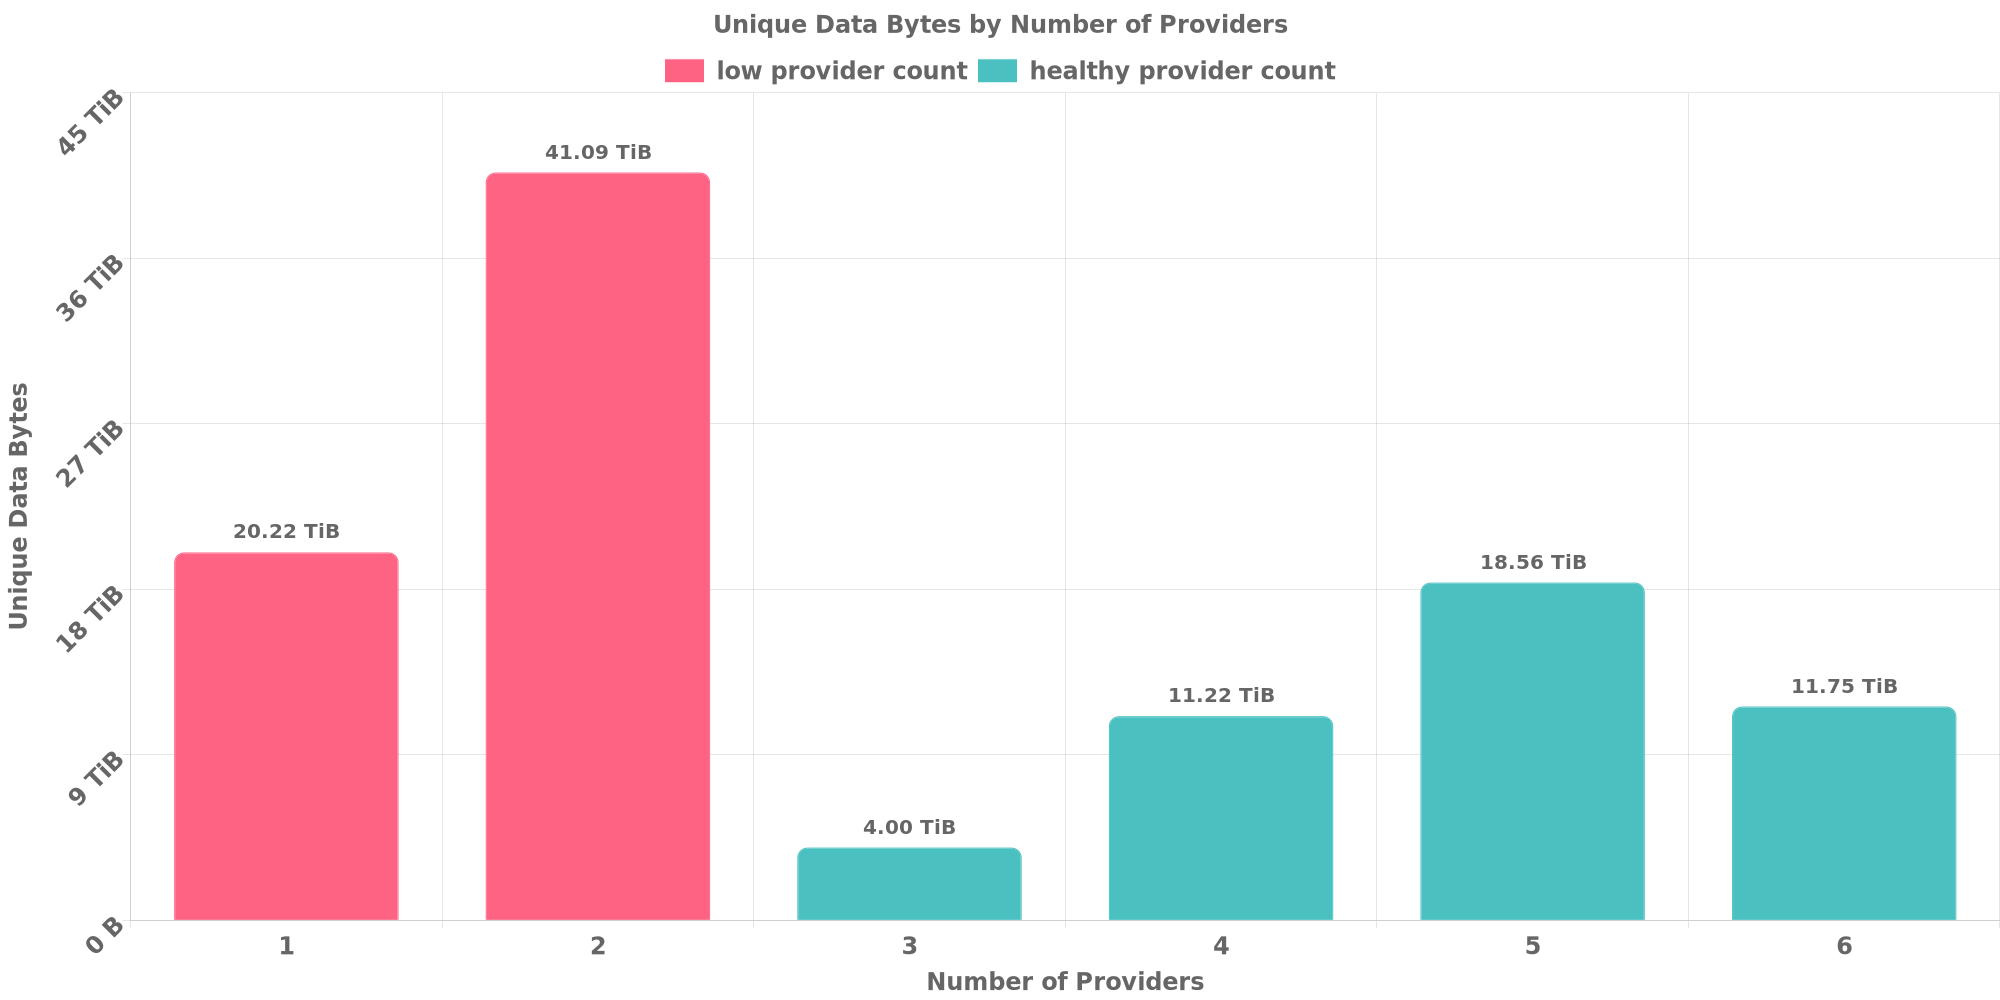 Unique Data Bytes by Number of Providers
low provider count
healthy provider count
45 TiB
36 TiB
27 TiB
18 TiB
9 TiB
0 B
Unique Data Bytes
20.22 TiB
41.09 TiB
4.00 TiB
11.22 TiB
18.56 TiB
11.75 TiB
1
2
3
4
5
6
Number of Providers